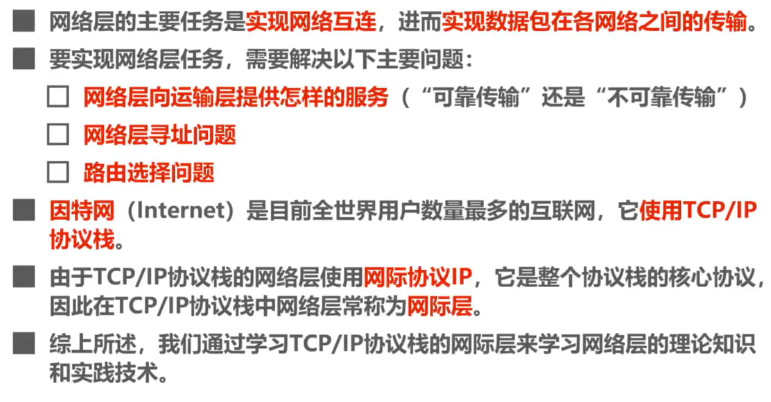 网络层的主要任务是实现网络互连，进而实现数据包在各网络之间的传输。
要实现网络层任务，需要解决以下主要问题：
网络层向运输层提供怎样的服务（“可靠传输”还是“不可靠传输”）
网络层寻址问题
路由选择问题
因特网（Internet）是目前全世界用户数量最多的互联网，它使用TCP/IP
协议栈。
由于TCP/IP协议栈的网络层使用网际协议IP，它是整个协议栈的核心协议，
因此在TCP/IP协议栈中网络层常称为网际层。
综上所述，我们通过学习TCP/IP协议栈的网际层来学习网络层的理论知识
和实践技术。